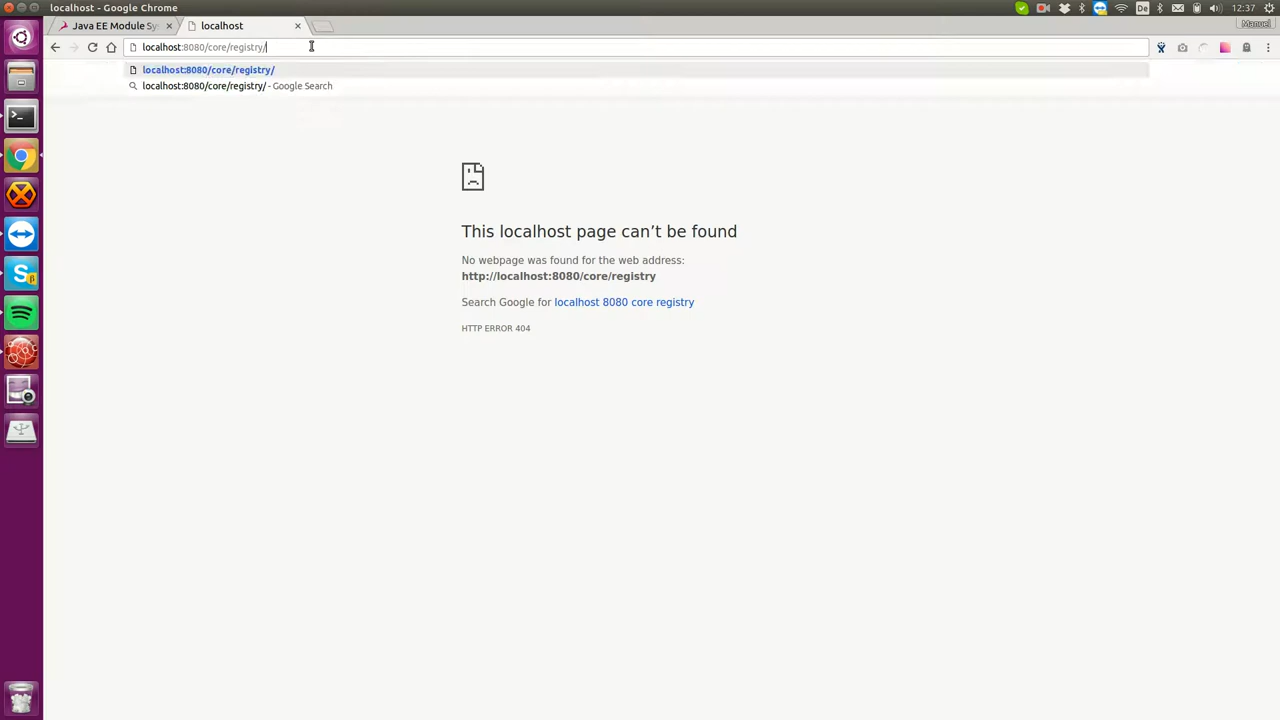 localhost - Google Chrome
De
12:37
Java EE Module Sy
localhost
Manuel
localhost:8080/core/registry/
localhost:8080/core/registry/
localhost:8080/core/registry/ - Google Search
This localhost page can’t be found
No webpage was found for the web address:
http://localhost:8080/core/registry
Search Google for localhost 8080 core registry
HTTP ERROR 404